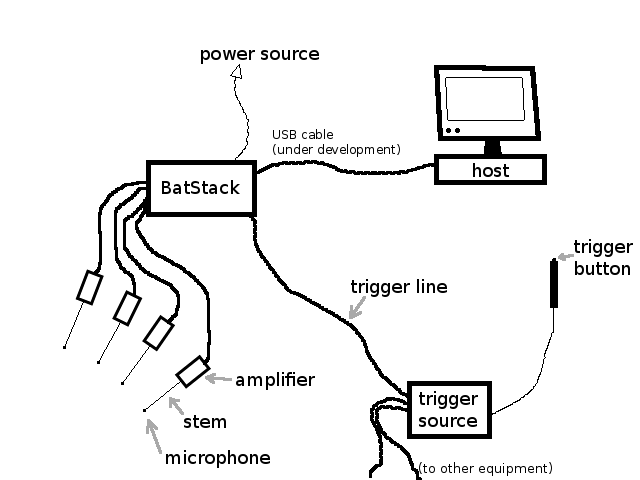 power source
USB cable
(under development)
host
BatStack
trigger
button
trigger line
amplifier
trigger
source
stem
microphone
(to other equipment)